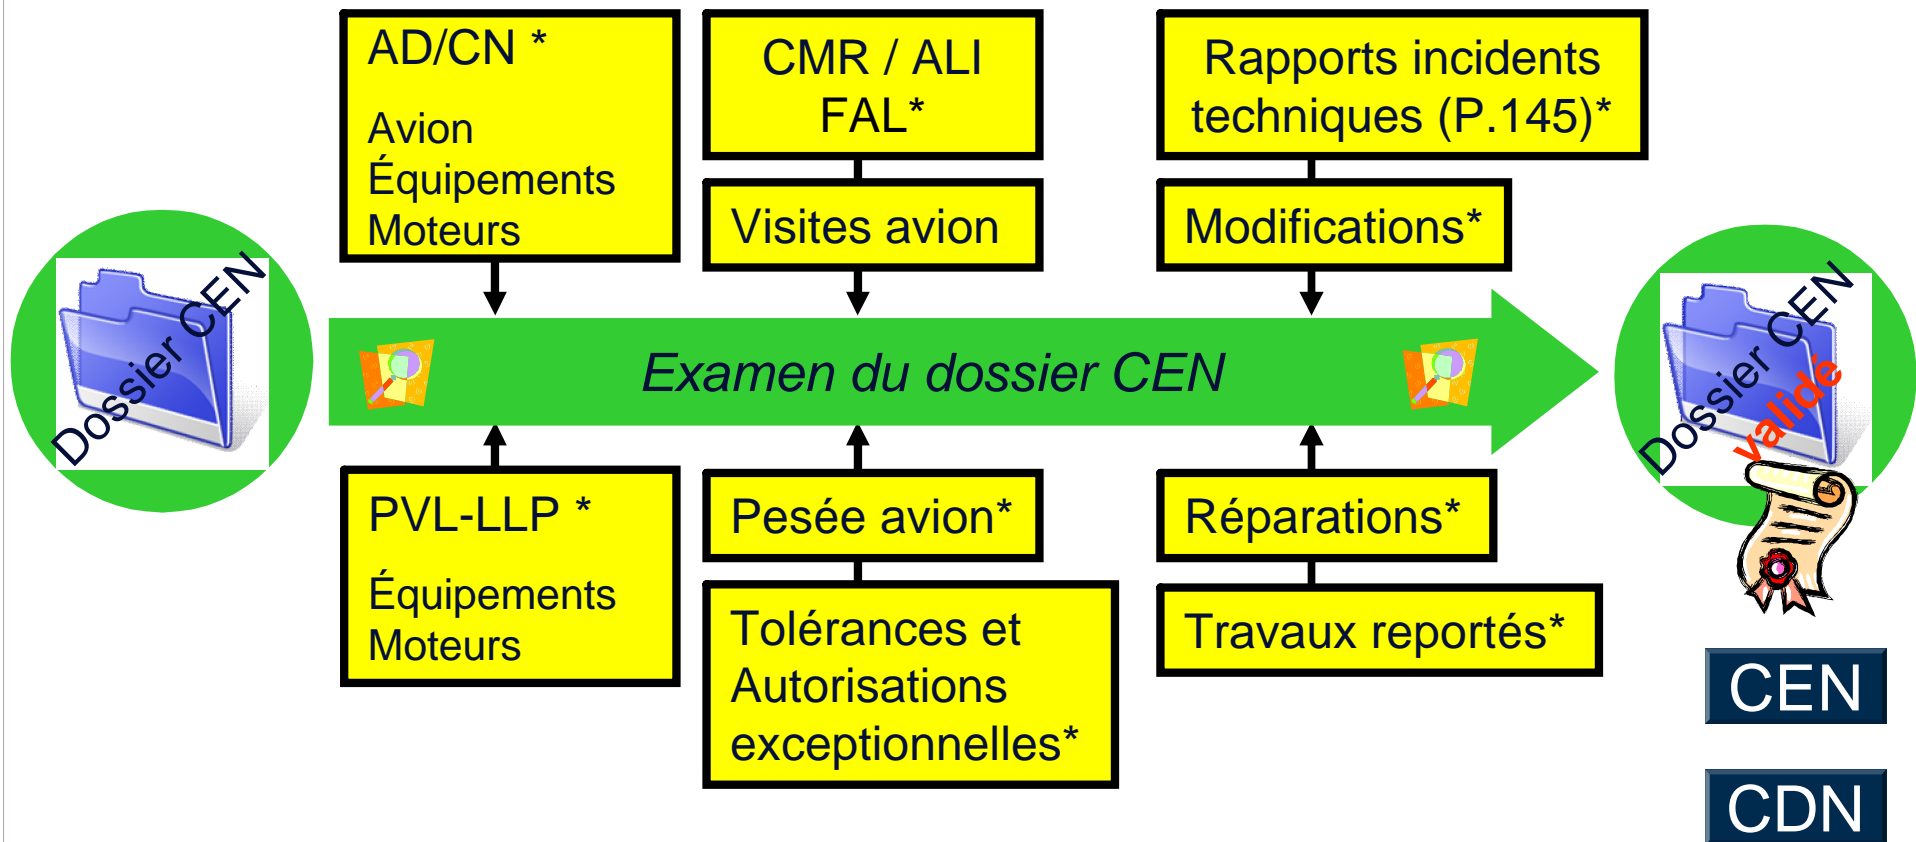 AD/CN *
Avion
Équipements
Moteurs
CMR / ALI
FAL*
Visites avion
Rapports incidents
techniques (P.145)*
Modifications*
Dossier CEN
Examen du dossier CEN
Dossier CEN
validé
PVL-LLP *
Équipements
Moteurs
Pesée avion*
Tolérances et
Autorisations
exceptionnelles*
Réparations*
Travaux reportés*
CEN
CDN